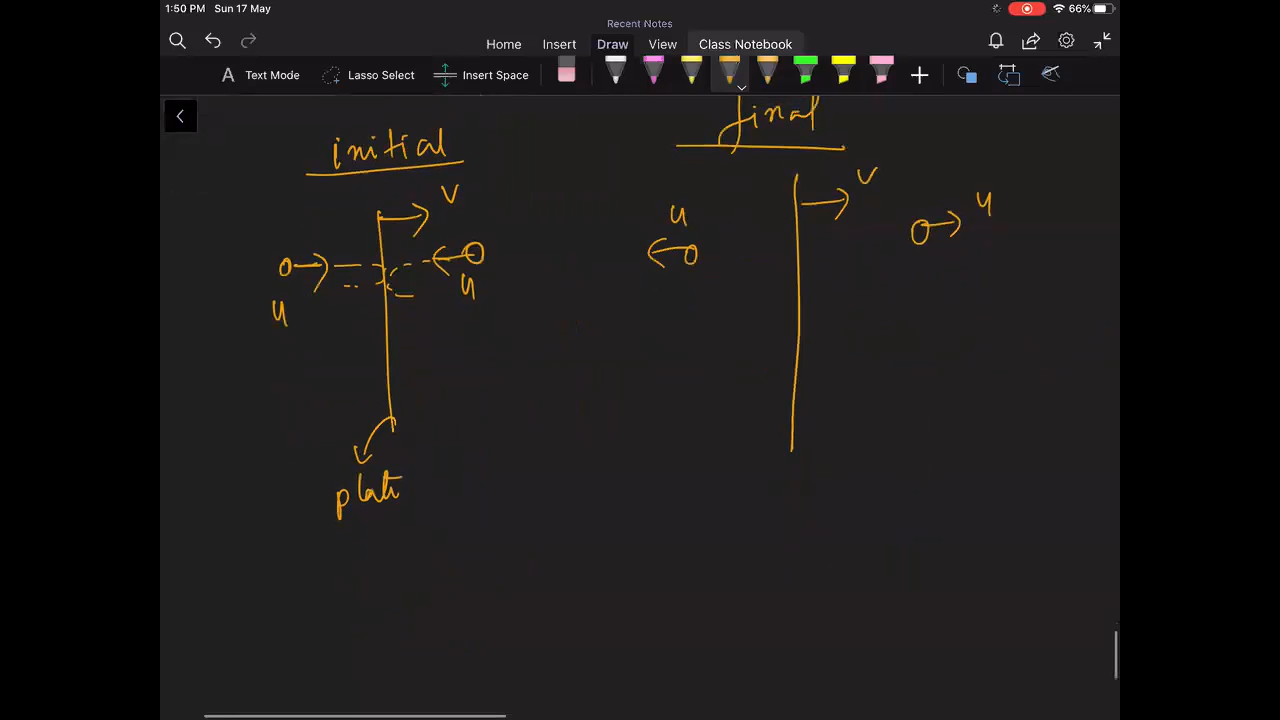 1:50 PM Sun 17 May
66%
Recent Notes
Home Insert Draw View Class Notebook
Text Mode Lasso Select Insert Space
initial
final
v
v
u
u
u
u
plate